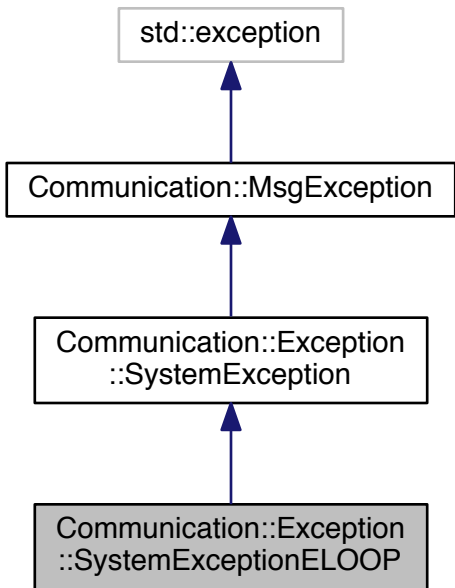 std::exception
Communication::MsgException
Communication::Exception
::SystemException
Communication::Exception
::SystemExceptionELOOP